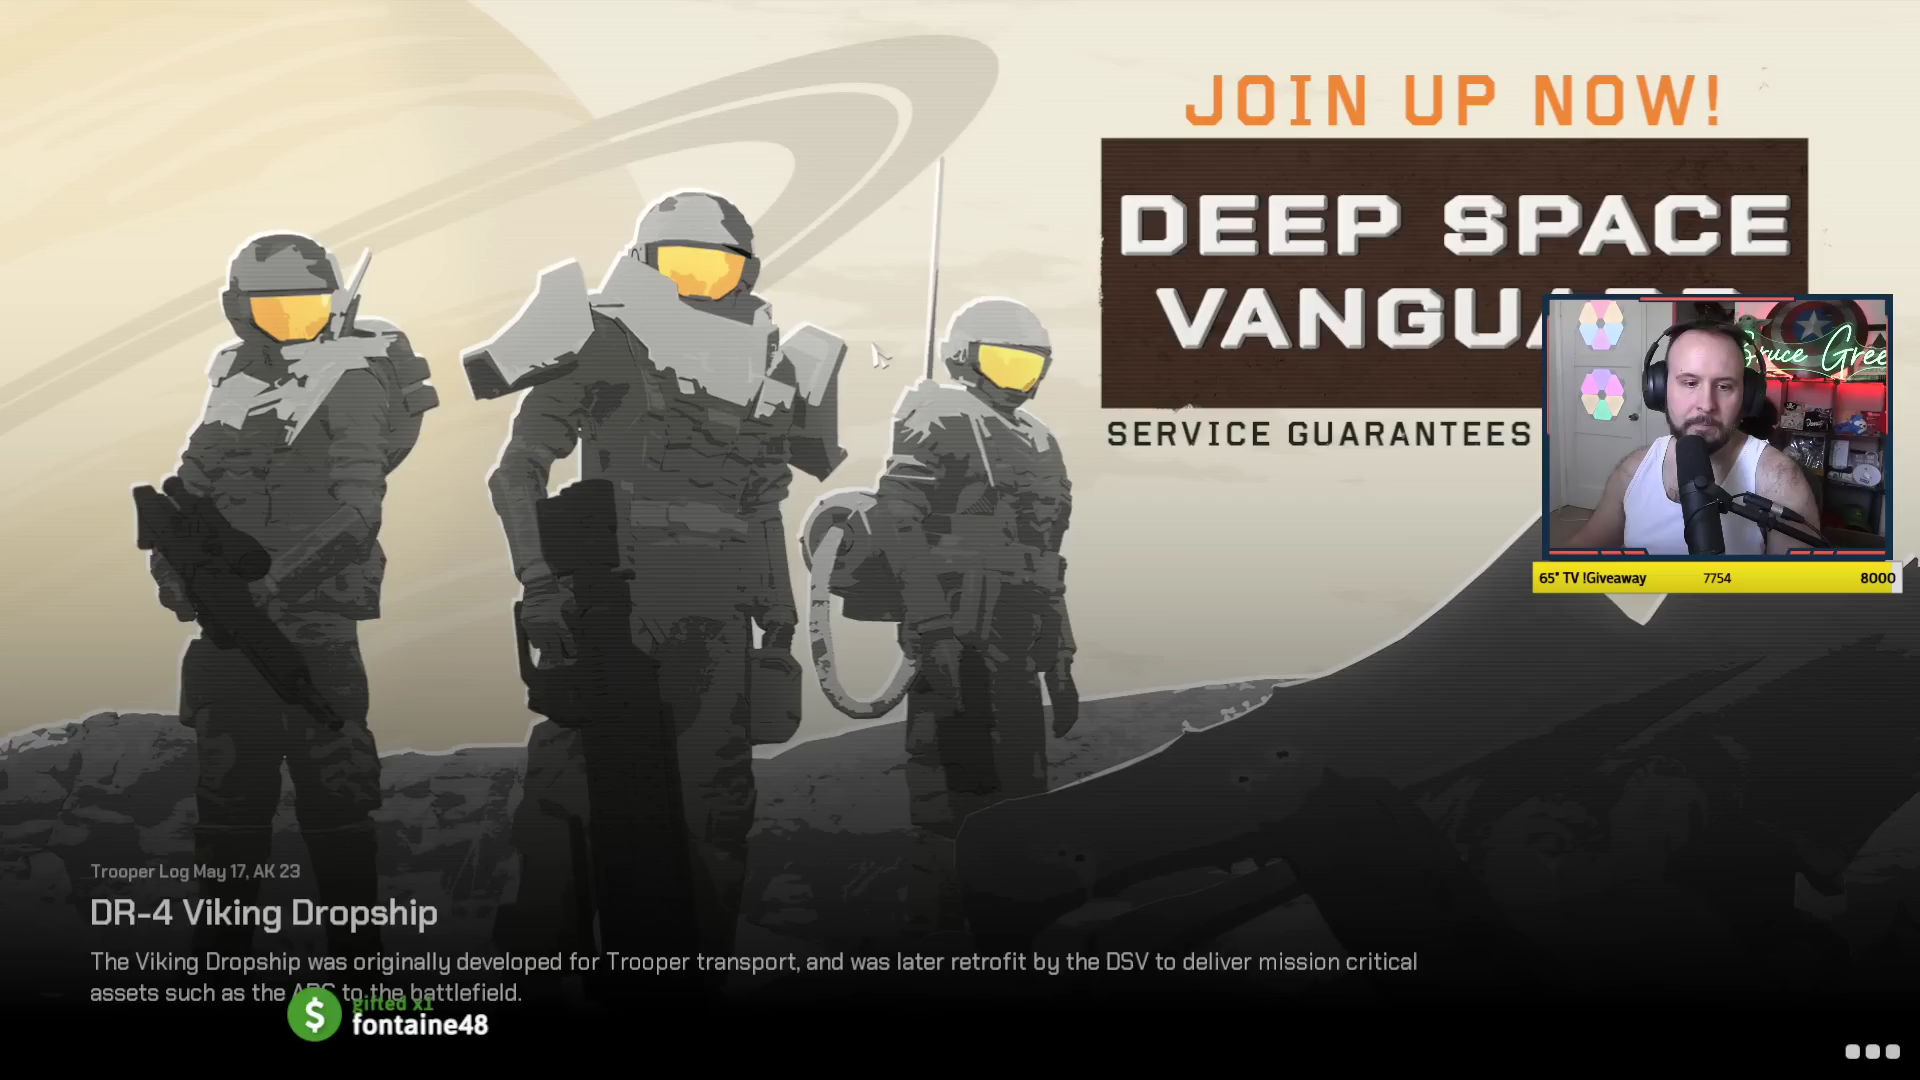 JOIN UP NOW!
DEEP SPACE
SERVICE GUARANTEES
65" TV !Giveaway 7754 8000
Trooper Log May 17, AK 23
DR-4 Viking Dropship
The Viking Dropship was originally developed for Trooper transport, and was later retrofit by the DSV to deliver mission critical
assets such as the to the battlefield.
gifted x1
fontaine48